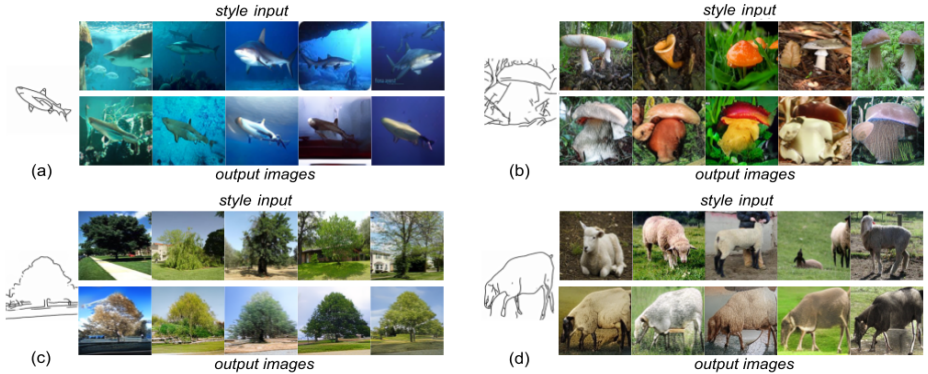 style input
(a)
output images
style input
(b)
output images
style input
(c)
output images
style input
(d)
output images